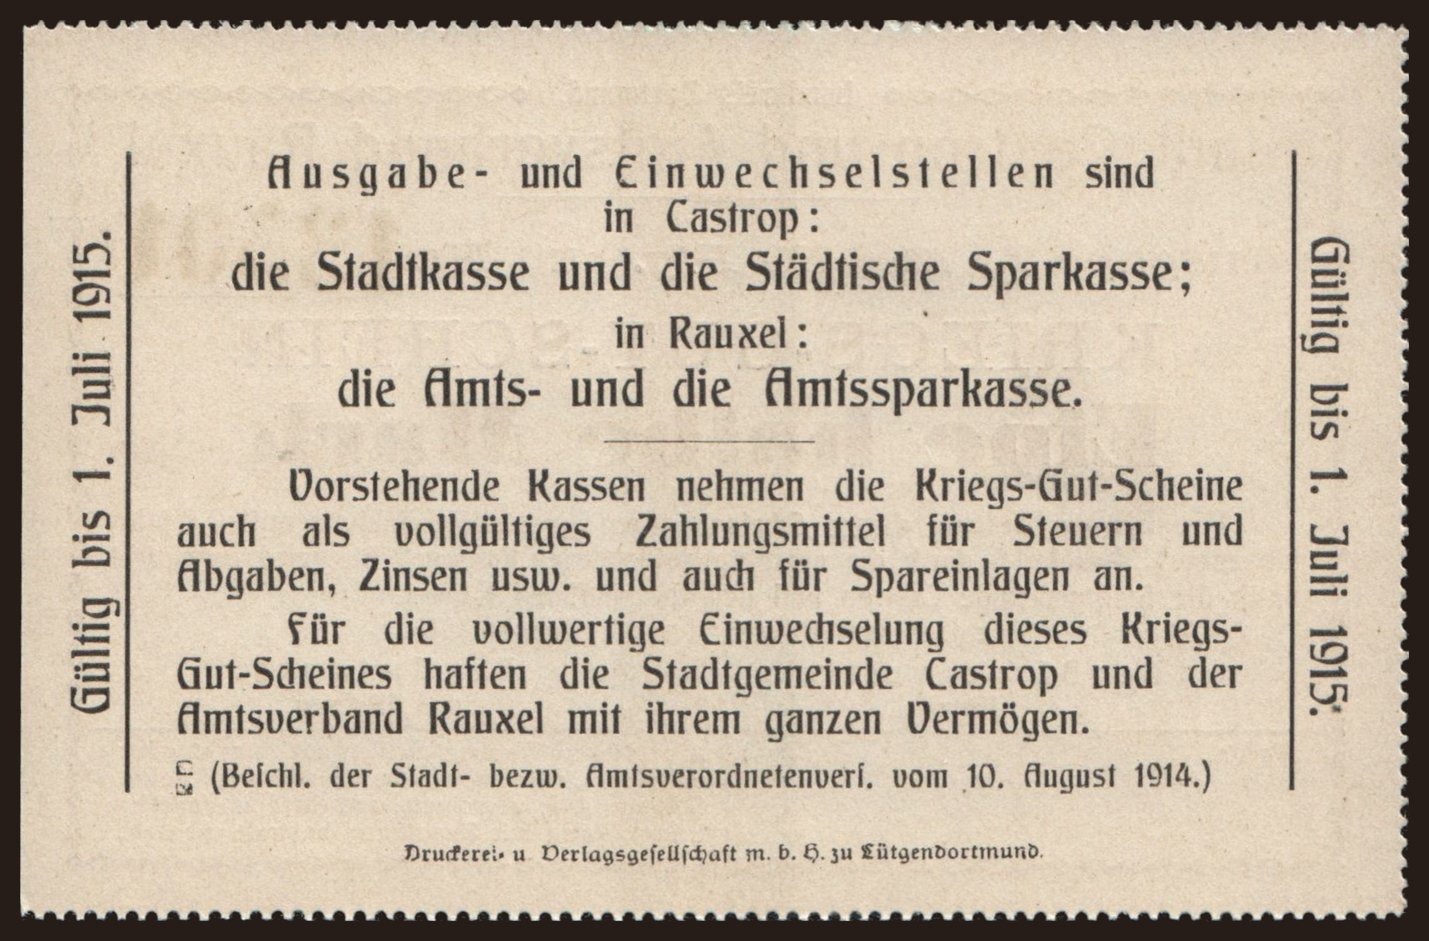 Gültig bis 1. Juli 1915.
Ausgabe- und Einwechselstellen sind
in Castrop:
die Stadtkasse und die Städtische Sparkasse;
in Rauxel:
die Amts- und die Amtssparkasse.
Vorstehende Kassen nehmen die Kriegs-Gut-Scheine
auch als vollgültiges Zahlungsmittel für Steuern und
Abgaben, Zinsen usw. und auch für Spareinlagen an.
Für die vollwertige Einwechselung dieses Kriegs-
Gut-Scheines haften die Stadtgemeinde Castrop und der
Amtsverband Rauxel mit ihrem ganzen Vermögen.
(Beschl. der Stadt- bezw. Amtsverordnetenvers. vom 10. August 1914.)
Druckerei- u. Verlagsgesellschaft m. b. H. zu Lütgendortmund.
Gültig bis 1. Juli 1915.